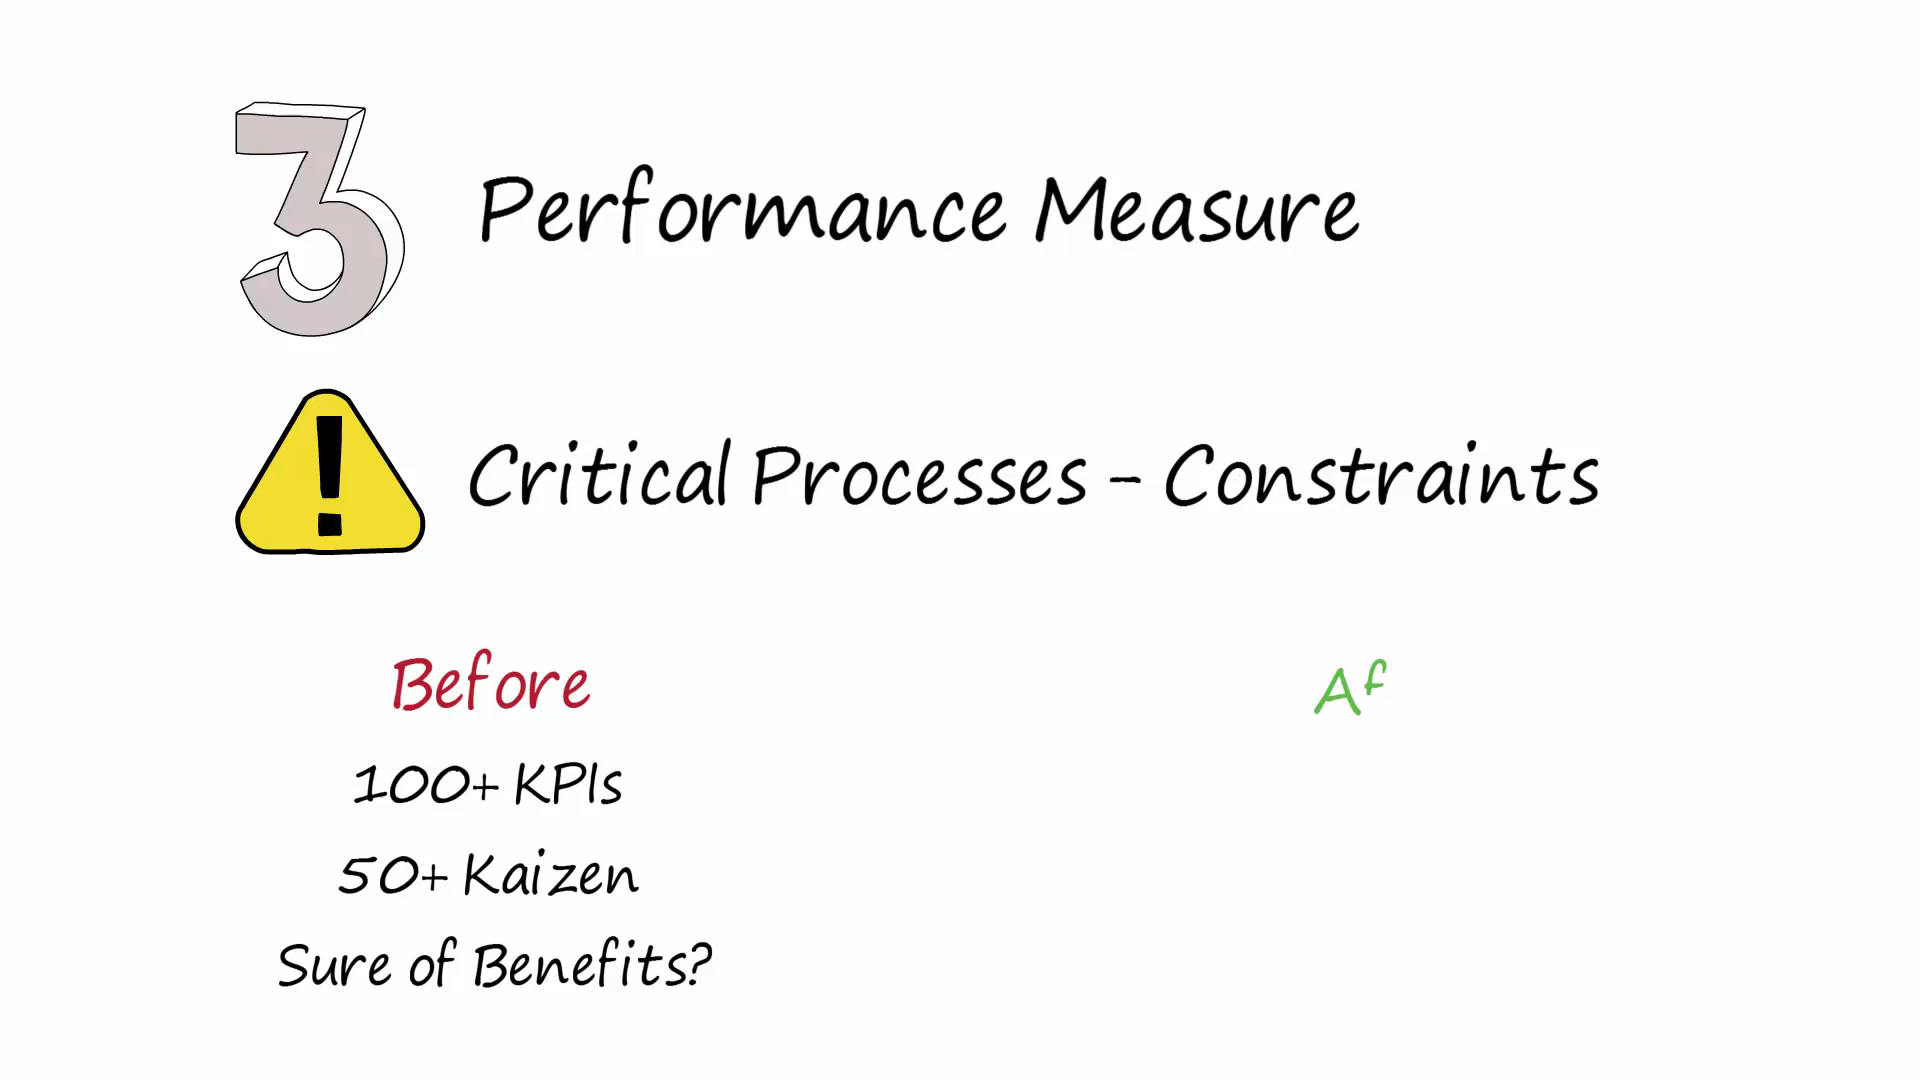 3 Performance Measure
! Critical Processes - Constraints
Before
Af
100+ KPIs
50+ Kaizen
Sure of Benefits?